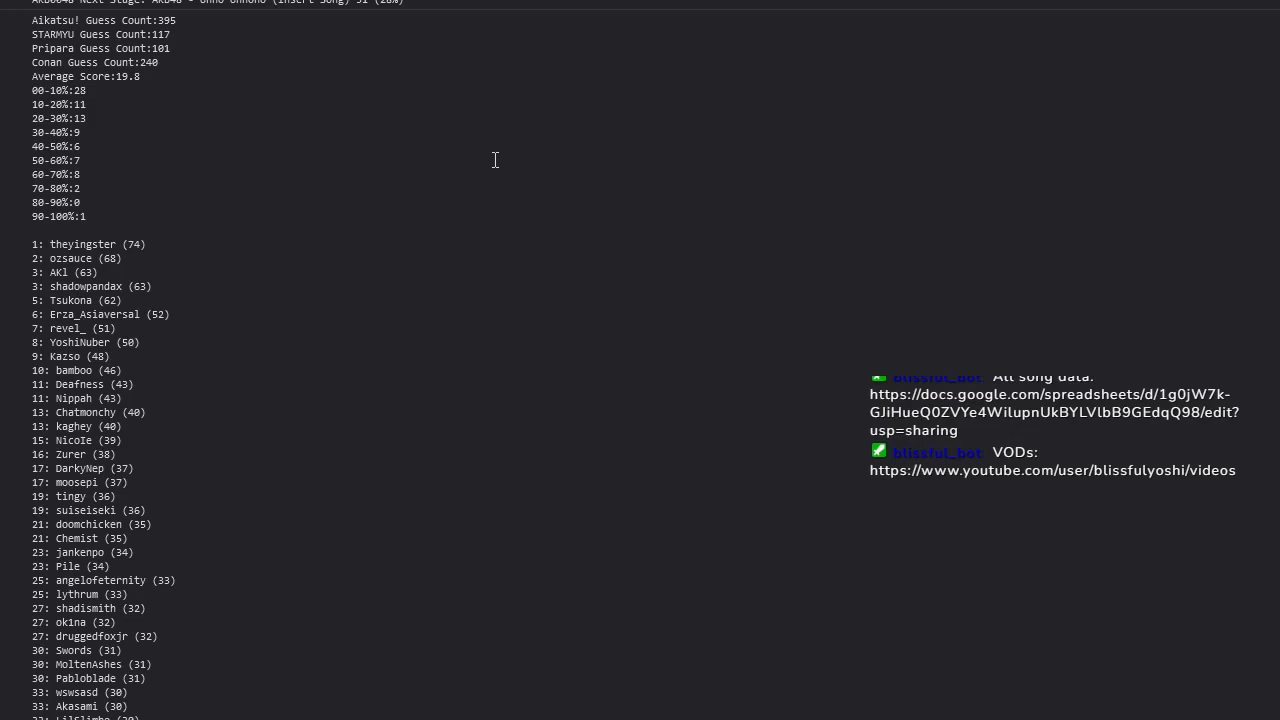 Aikatsu! Guess Count:395
STARMYU Guess Count:117
Pripara Guess Count:101
Conan Guess Count:240
Average Score:19.8
00-10%:28
10-20%:11
20-30%:13
30-40%:9
40-50%:6
50-60%:7
60-70%:8
70-80%:2
80-90%:0
90-100%:1
1: theyingster (74)
2: ozsauce (68)
3: AKl (63)
3: shadowpandax (63)
5: Tsukona (62)
6: Erza_Asiaversal (52)
7: revel_ (51)
8: YoshiNuber (50)
9: Kazso (48)
10: bamboo (46)
11: Deafness (43)
11: Nippah (43)
13: Chatmonchy (40)
13: kaghey (40)
15: NicoIe (39)
16: Zurer (38)
17: DarkyNep (37)
17: moosepi (37)
19: tingy (36)
19: suiseiseki (36)
21: doomchicken (35)
21: Chemist (35)
23: jankenpo (34)
23: Pile (34)
25: angelofeternity (33)
25: lythrum (33)
27: shadismith (32)
27: ok1na (32)
27: druggedfoxjr (32)
30: Swords (31)
30: MoltenAshes (31)
30: Pabloblade (31)
33: wswsasd (30)
33: Akasami (30)
blissful_bot: All song data:
https://docs.google.com/spreadsheets/d/1g0jW7k-
GJiHueQ0ZVYe4WilupnUkBYLVlbB9GEdqQ98/edit?
usp=sharing
blissful_bot: VODs:
https://www.youtube.com/user/blissfulyoshi/videos